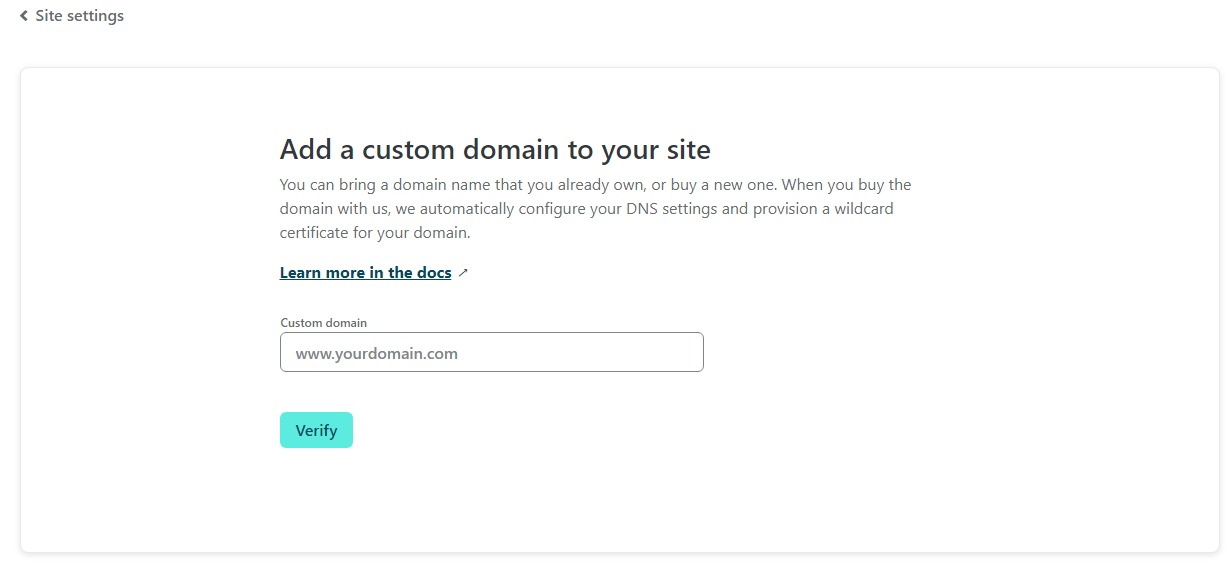 Site settings
Add a custom domain to your site
You can bring a domain name that you already own, or buy a new one. When you buy the
domain with us, we automatically configure your DNS settings and provision a wildcard
certificate for your domain.
Learn more in the docs
Custom domain
www.yourdomain.com
Verify